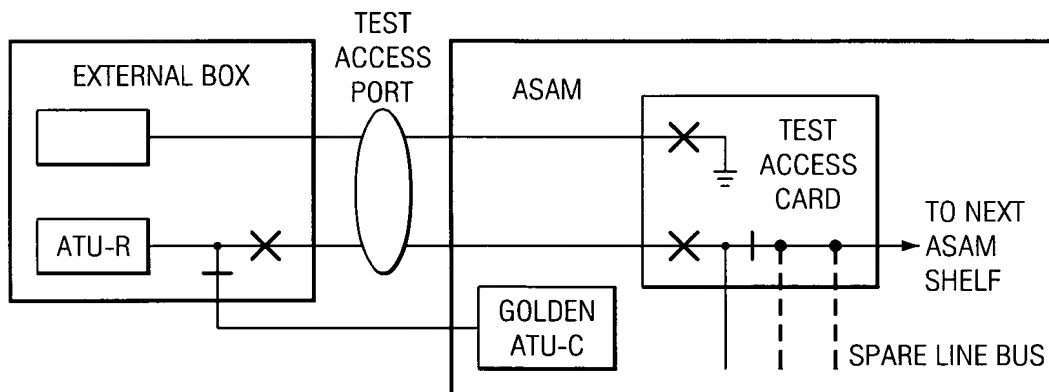 EXTERNAL BOX
TEST
ACCESS
PORT
ASAM
TEST
ACCESS
CARD
ATU-R
TO NEXT
ASAM
SHELF
GOLDEN
ATU-C
SPARE LINE BUS